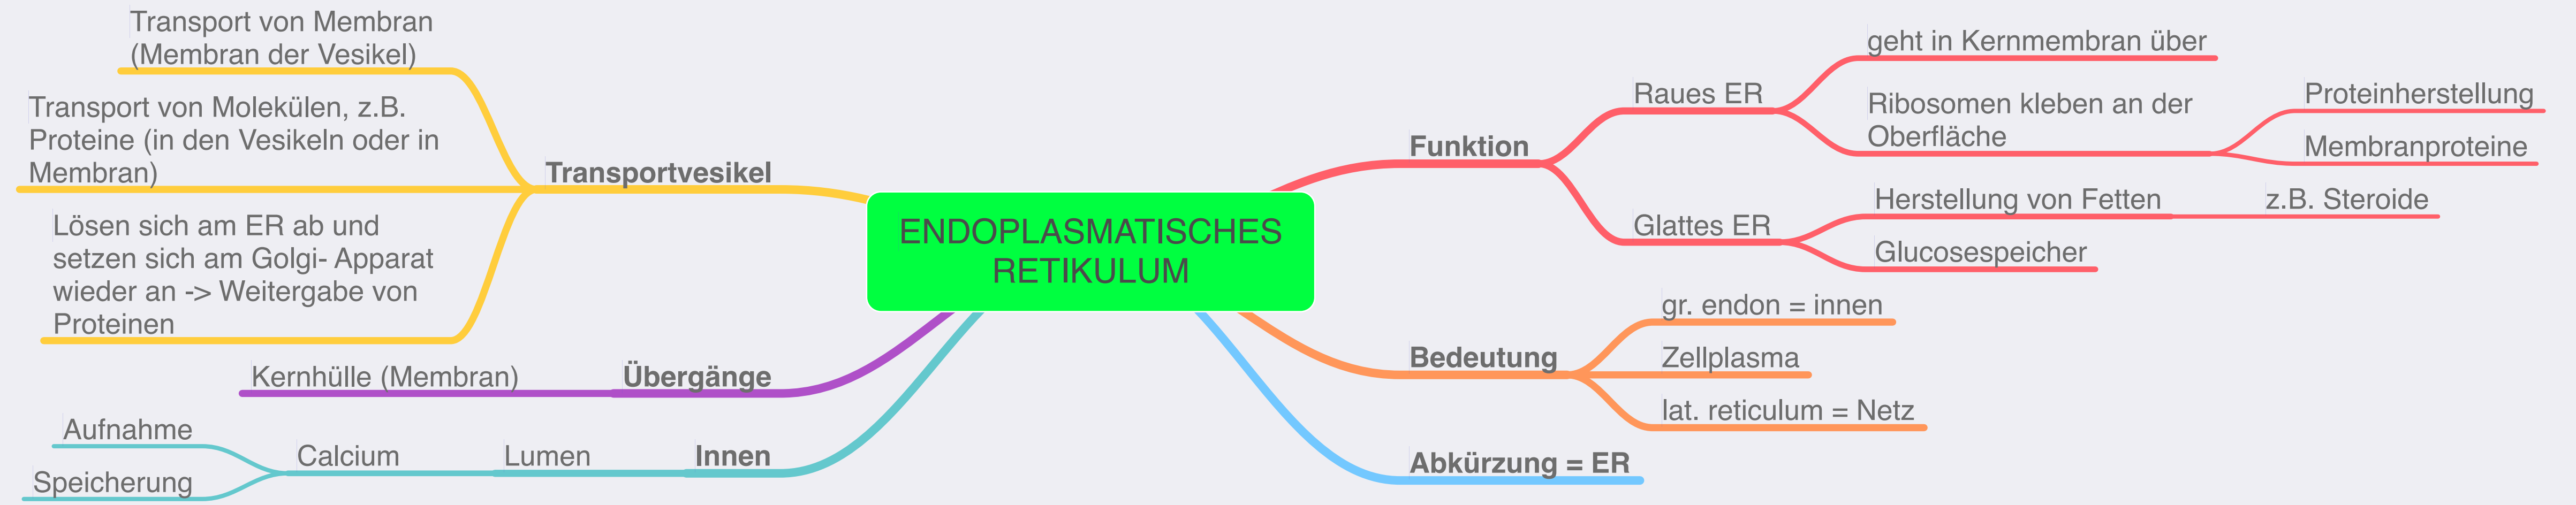 Transport von Membran
(Membran der Vesikel)
Transport von Molekülen, z.B.
Proteine (in den Vesikeln oder in
Membran)
Lösen sich am ER ab und
setzen sich am Golgi- Apparat
wieder an -> Weitergabe von
Proteinen
Transportvesikel
Kernhülle (Membran)
Übergänge
Aufnahme
Speicherung
Calcium
Lumen
Innen
ENDOPLASMATISCHES
RETIKULUM
Funktion
Raues ER
geht in Kernmembran über
Ribosomen kleben an der
Oberfläche
Proteinherstellung
Membranproteine
Glattes ER
Herstellung von Fetten
z.B. Steroide
Glucosespeicher
Bedeutung
gr. endon = innen
Zellplasma
lat. reticulum = Netz
Abkürzung = ER